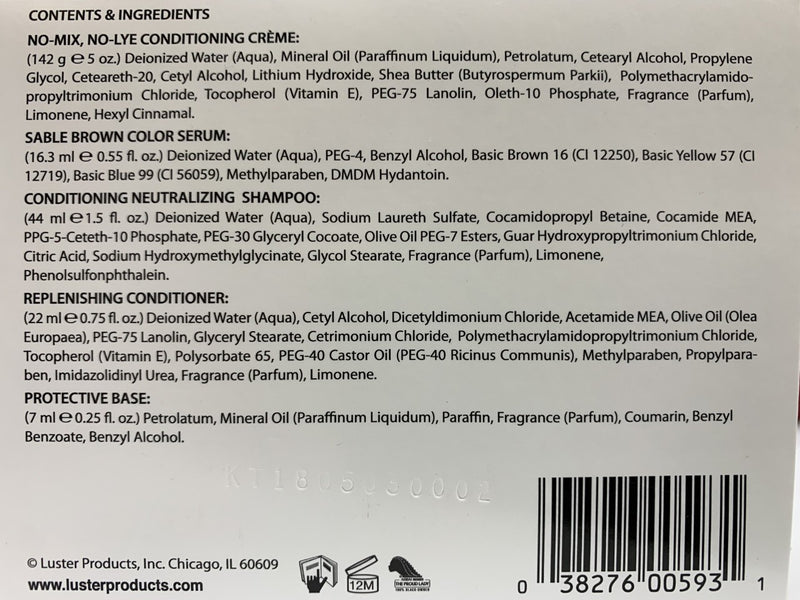 CONTENTS & INGREDIENTS
NO-MIX, NO-LYE CONDITIONING CRÈME:
(142 g ℮ 5 oz.) Deionized Water (Aqua), Mineral Oil (Paraffinum Liquidum), Petrolatum, Cetearyl Alcohol, Propylene
Glycol, Ceteareth-20, Cetyl Alcohol, Lithium Hydroxide, Shea Butter (Butyrospermum Parkii), Polymethacrylamido-
propyltrimonium Chloride, Tocopherol (Vitamin E), PEG-75 Lanolin, Oleth-10 Phosphate, Fragrance (Parfum),
Limonene, Hexyl Cinnamal.
SABLE BROWN COLOR SERUM:
(16.3 ml ℮ 0.55 fl. oz.) Deionized Water (Aqua), PEG-4, Benzyl Alcohol, Basic Brown 16 (CI 12250), Basic Yellow 57 (CI
12719), Basic Blue 99 (CI 56059), Methylparaben, DMDM Hydantoin.
CONDITIONING NEUTRALIZING SHAMPOO:
(44 ml ℮ 1.5 fl. oz.) Deionized Water (Aqua), Sodium Laureth Sulfate, Cocamidopropyl Betaine, Cocamide MEA,
PPG-5-Ceteth-10 Phosphate, PEG-30 Glyceryl Cocoate, Olive Oil PEG-7 Esters, Guar Hydroxypropyltrimonium Chloride,
Citric Acid, Sodium Hydroxymethylglycinate, Glycol Stearate, Fragrance (Parfum), Limonene,
Phenolsulfonphthalein.
REPLENISHING CONDITIONER:
(22 ml ℮ 0.75 fl. oz.) Deionized Water (Aqua), Cetyl Alcohol, Dicetyldimonium Chloride, Acetamide MEA, Olive Oil (Olea
Europaea), PEG-75 Lanolin, Glyceryl Stearate, Cetrimonium Chloride, Polymethacrylamidopropyltrimonium Chloride,
Tocopherol (Vitamin E), Polysorbate 65, PEG-40 Castor Oil (PEG-40 Ricinus Communis), Methylparaben, Propylpara-
ben, Imidazolidinyl Urea, Fragrance (Parfum), Limonene.
PROTECTIVE BASE:
(7 ml ℮ 0.25 fl. oz.) Petrolatum, Mineral Oil (Paraffinum Liquidum), Paraffin, Fragrance (Parfum), Coumarin, Benzyl
Benzoate, Benzyl Alcohol.
© Luster Products, Inc. Chicago, IL 60609
www.lusterproducts.com
12M
THE PROUD LADY
0 38276 00593 1